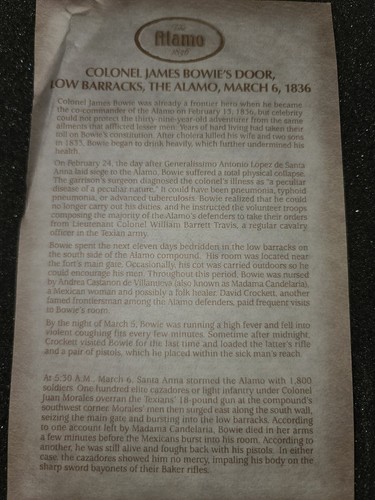 The
Alamo
COLONEL JAMES BOWIE'S DOOR,
LOW BARRACKS, THE ALAMO, MARCH 6, 1836
Colonel James Bowie was already a frontier hero when he became
the co-commander of the Alamo on February 13, 1836, but celebrity
could not protect the thirty-nine-year-old adventurer from the same
ailments that afflicted lesser men. Years of hard living had taken their
toll on Bowie's constitution. After cholera killed his wife and two sons
in 1833, Bowie began to drink heavily, which further undermined his
health.
On February 24, the day after Generalissimo Antonio López de Santa
Anna laid siege to the Alamo, Bowie suffered a total physical collapse.
The garrison's surgeon diagnosed the colonel's illness as "a peculiar
disease of a peculiar nature." It could have been pneumonia, typhoid
pneumonia, or advanced tuberculosis. Bowie realized that he could
no longer carry out his duties, and he instructed the volunteer troops
composing the majority of the Alamo's defenders to take their orders
from Lieutenant Colonel William Barret Travis, a regular cavalry
officer in the Texian army.
Bowie spent the next eleven days bedridden in the low barracks on
the south side of the Alamo compound. His room was located near
the fort's main gate. Occasionally, his cot was carried outdoors so he
could encourage his men. Throughout this period, Bowie was nursed
by Andrea Castanon de Villanueva (also known as Madama Candelaria),
a Mexican woman and possibly a folk healer. David Crockett, another
famed frontiersman among the Alamo defenders, paid frequent visits
to Bowie's room.
By the night of March 5, Bowie was running a high fever and fell into
violent coughing fits every few minutes. Sometime after midnight,
Crockett visited Bowie for the last time and loaded the latter's rifle
and a pair of pistols, which he placed within the sick man's reach.
At 5:30 A.M., March 6, Santa Anna stormed the Alamo with 1,800
soldiers. One hundred elite cazadores or light infantry under Colonel
Juan Morales overran the Texians' 18-pound gun at the compound's
southwest corner. Morales' men then surged east along the south wall,
seizing the main gate and bursting into the low barracks. According
to one account left by Madama Candelaria, Bowie died in her arms
a few minutes before the Mexicans burst into his room. According to
another, he was still alive and fought back with his pistols. In either
case, the cazadores showed him no mercy, impaling his body on the
sharp sword bayonets of their Baker rifles.